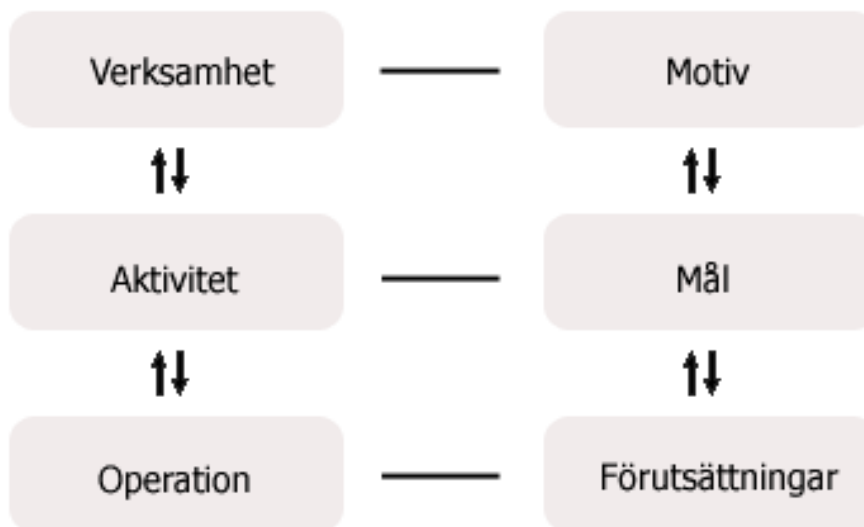 Verksamhet
Motiv
Aktivitet
Mål
Operation
Förutsättningar